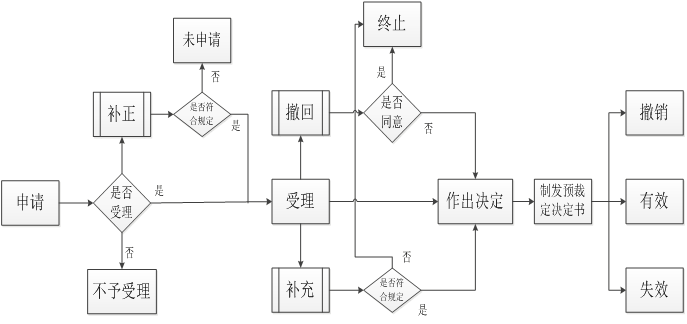 终止
未申请
是
否
补正
是否符
合规定
是
撤回
是否
同意
否
撤销
申请
是否
受理
是
受理
作出决定
制发预裁
定决定书
有效
否
不予受理
否
补充
是否符
合规定
是
失效